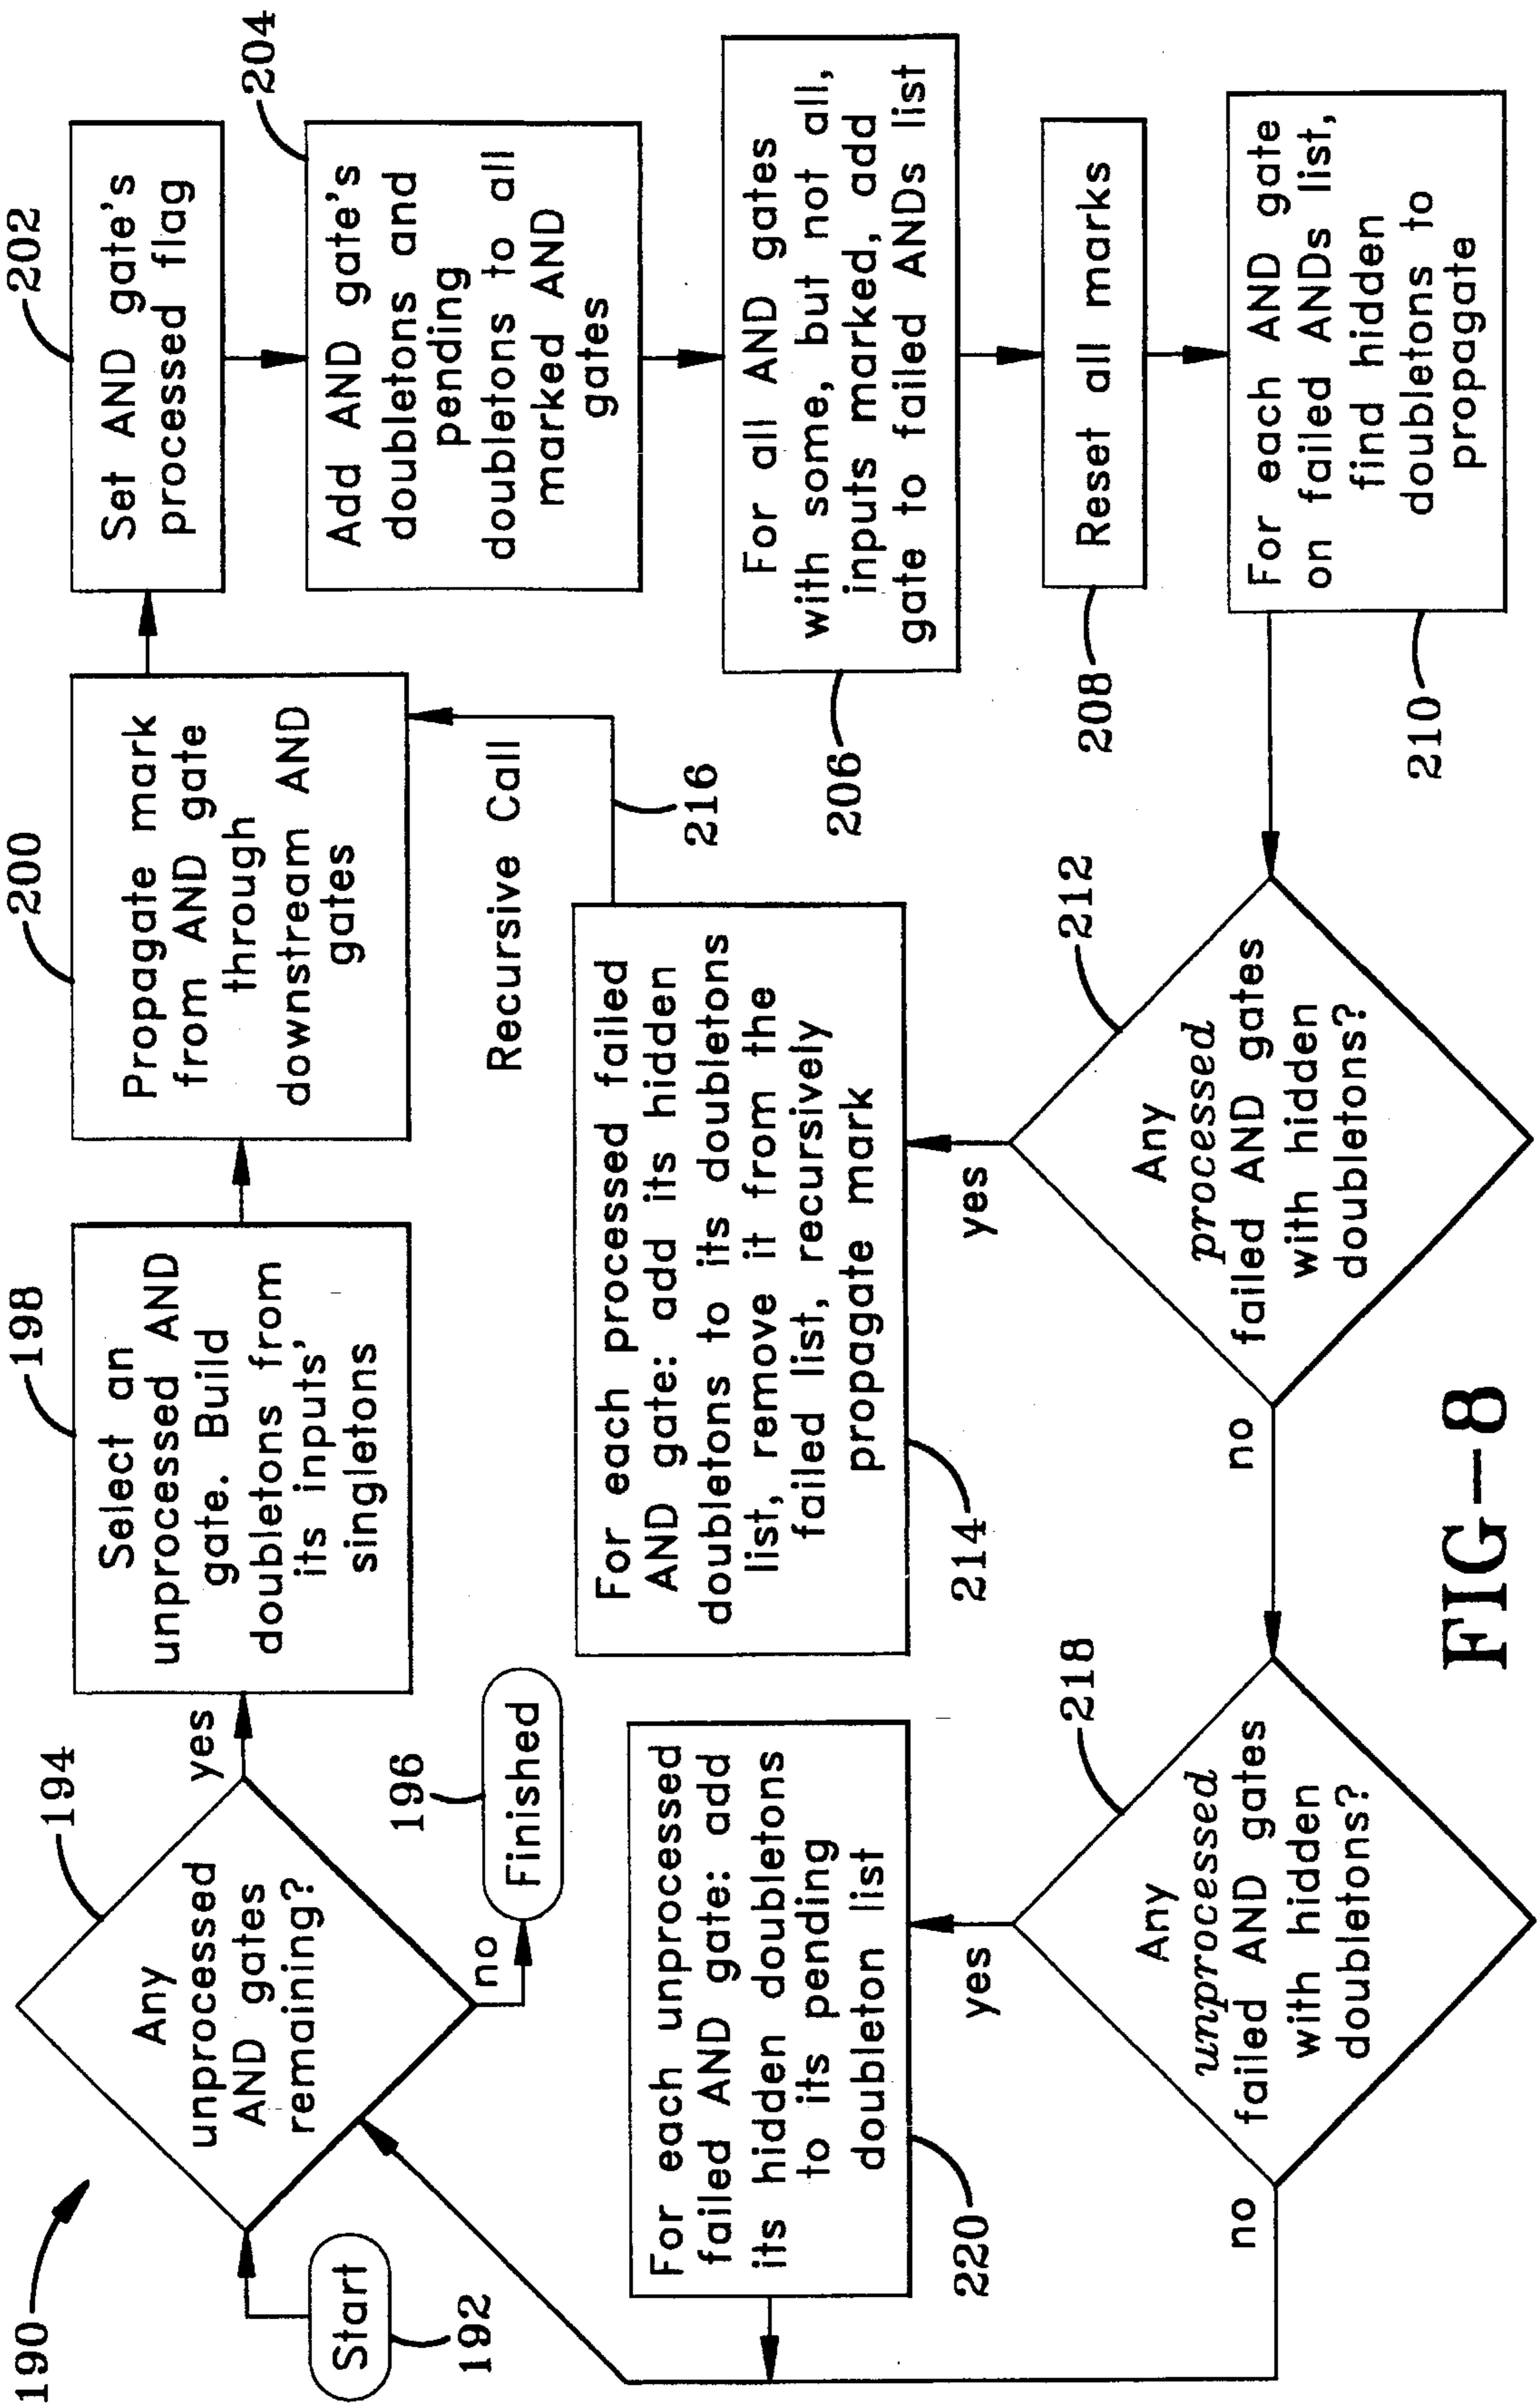 190
Start
192
194
Any
unprocessed
AND gates
remaining?
yes
no
196
Finished
198
Select an
unprocessed AND
gate. Build
doubletons from
its inputs'
singletons
200
Propagate mark
from AND gate
through
downstream AND
gates
202
Set AND gate's
processed flag
204
Add AND gate's
doubletons and
pending
doubletons to all
marked AND
gates
206
For all AND gates
with some, but not all,
inputs marked, add
gate to failed ANDs list
208
Reset all marks
210
For each AND gate
on failed ANDs list,
find hidden
doubletons to
propagate
212
Any
processed
failed AND gates
with hidden
doubletons?
yes
no
214
For each processed failed
AND gate: add its hidden
doubletons to its doubletons
list, remove it from the
failed list, recursively
propagate mark
Recursive Call
216
218
Any
unprocessed
failed AND gates
with hidden
doubletons?
yes
no
220
For each unprocessed
failed AND gate: add
its hidden doubletons
to its pending
doubleton list
FIG-8